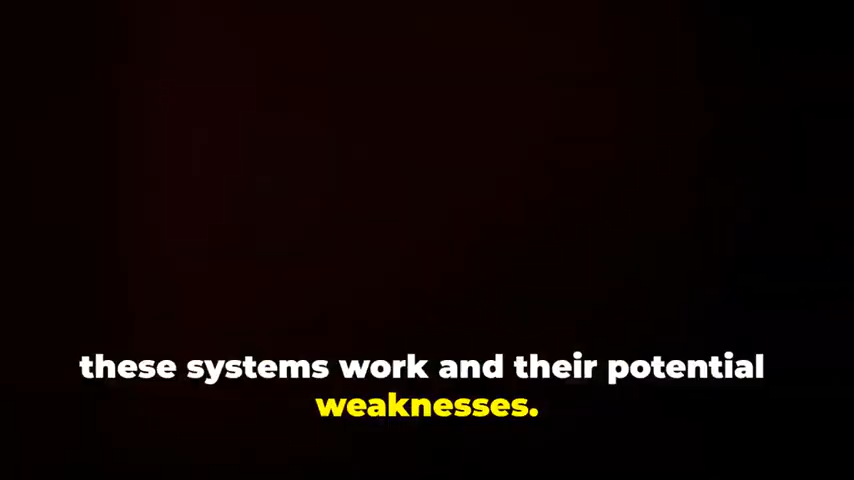 these systems work and their potential
weaknesses.